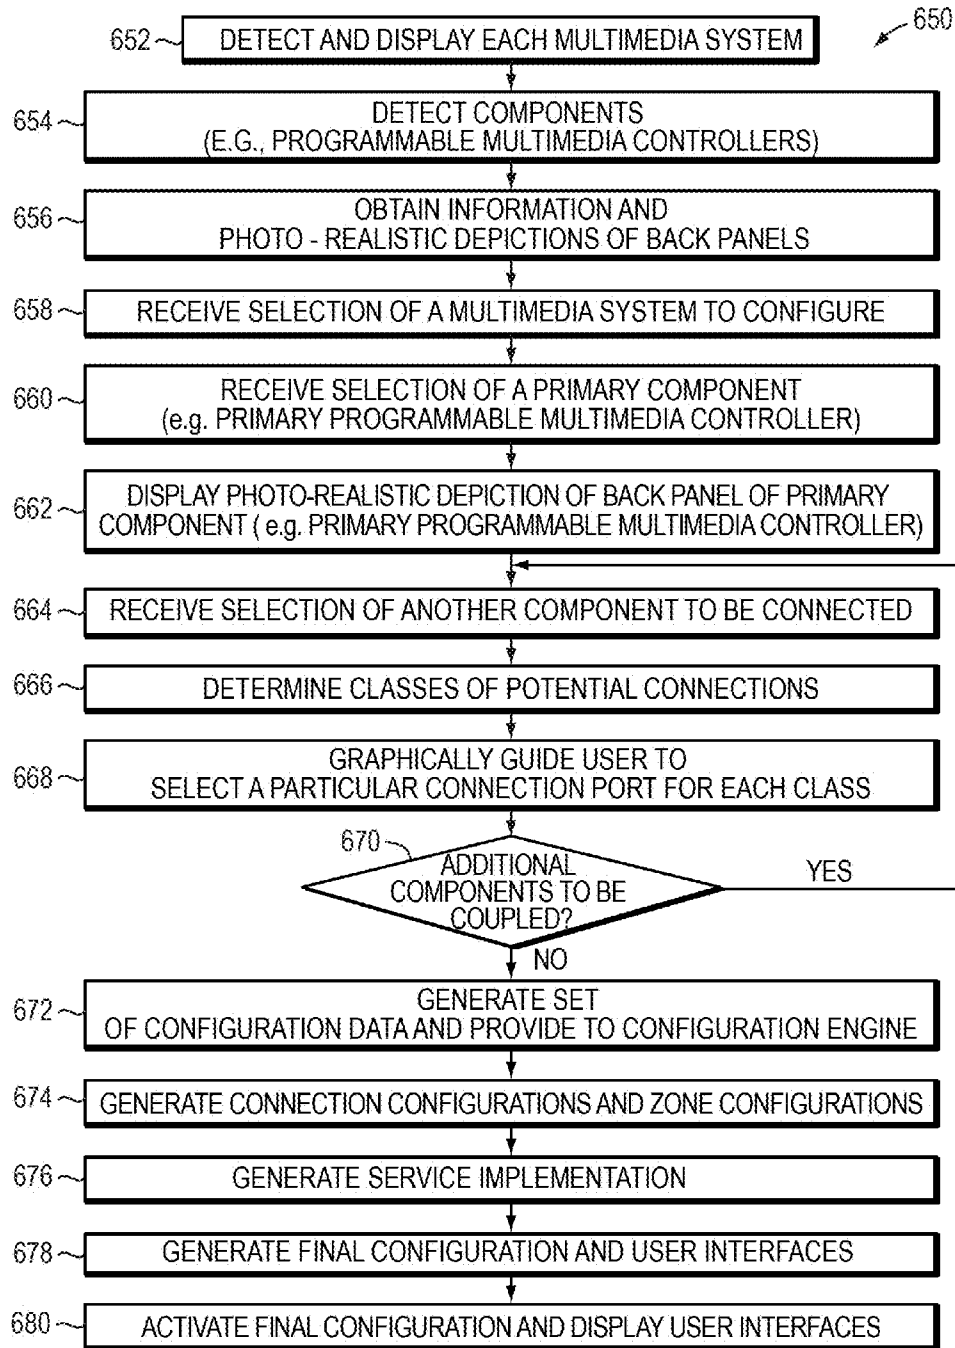 650
652
DETECT AND DISPLAY EACH MULTIMEDIA SYSTEM
654
DETECT COMPONENTS
(E.G., PROGRAMMABLE MULTIMEDIA CONTROLLERS)
656
OBTAIN INFORMATION AND
PHOTO - REALISTIC DEPICTIONS OF BACK PANELS
658
RECEIVE SELECTION OF A MULTIMEDIA SYSTEM TO CONFIGURE
660
RECEIVE SELECTION OF A PRIMARY COMPONENT
(e.g. PRIMARY PROGRAMMABLE MULTIMEDIA CONTROLLER)
662
DISPLAY PHOTO-REALISTIC DEPICTION OF BACK PANEL OF PRIMARY
COMPONENT ( e.g. PRIMARY PROGRAMMABLE MULTIMEDIA CONTROLLER)
664
RECEIVE SELECTION OF ANOTHER COMPONENT TO BE CONNECTED
666
DETERMINE CLASSES OF POTENTIAL CONNECTIONS
668
GRAPHICALLY GUIDE USER TO
SELECT A PARTICULAR CONNECTION PORT FOR EACH CLASS
670
ADDITIONAL
COMPONENTS TO BE
COUPLED?
YES
NO
672
GENERATE SET
OF CONFIGURATION DATA AND PROVIDE TO CONFIGURATION ENGINE
674
GENERATE CONNECTION CONFIGURATIONS AND ZONE CONFIGURATIONS
676
GENERATE SERVICE IMPLEMENTATION
678
GENERATE FINAL CONFIGURATION AND USER INTERFACES
680
ACTIVATE FINAL CONFIGURATION AND DISPLAY USER INTERFACES